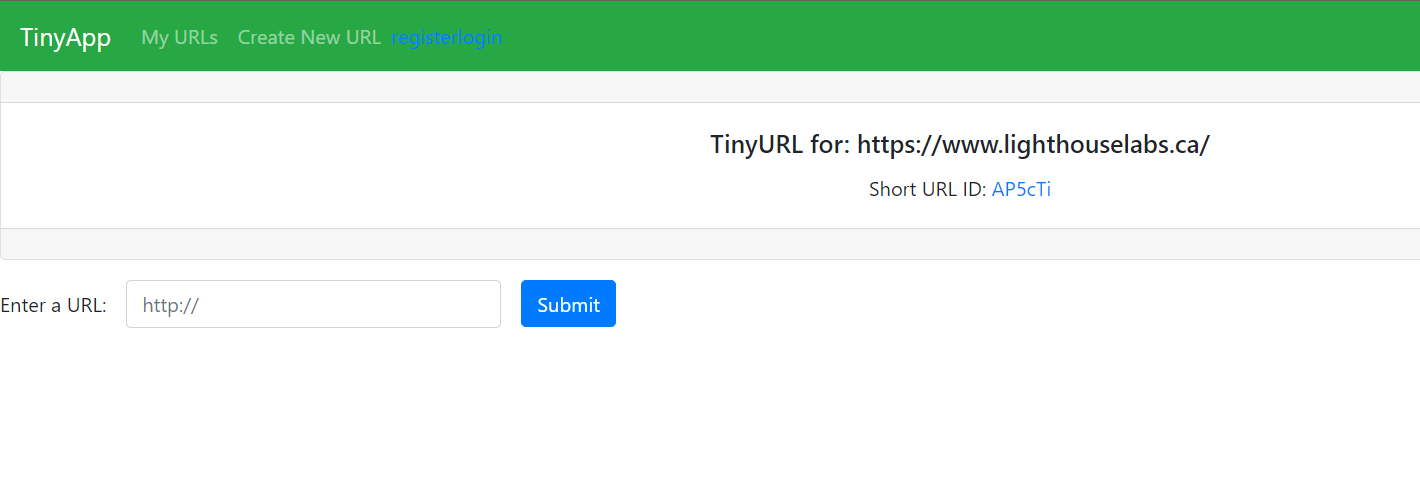 TinyApp My URLs Create New URL registerlogin
TinyURL for: https://www.lighthouselabs.ca/
Short URL ID: AP5cTi
Enter a URL: http:// Submit